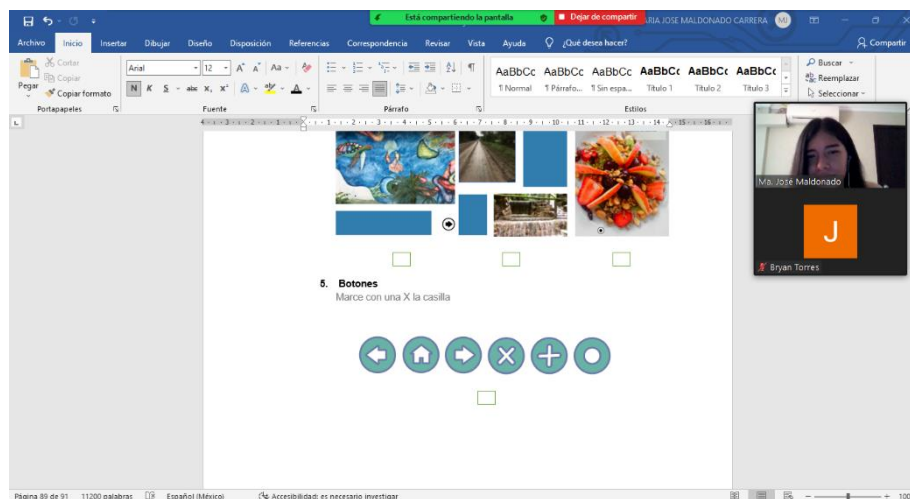 Está compartiendo la pantalla
Dejar de compartir
ARIA JOSE MALDONADO CARRERA
MJ
Archivo Inicio Insertar Dibujar Diseño Disposición Referencias Correspondencia Revisar Vista Ayuda ¿Qué desea hacer? Compartir
Pegar
Cortar
Copiar
Copiar formato
Arial 12 A A Aa
N K S abc X, X² A A
AaBbCc AaBbCc AaBbCc AaBbCc AaBbCc AaBbCc
¶ Normal ¶ Párrafo... ¶ Sin espa... Título 1 Título 2 Título 3
Buscar
Reemplazar
Seleccionar
Portapapeles Fuente Párrafo Estilos
Ma. José Maldonado
J
Bryan Torres
5. Botones
Marce con una X la casilla
Página 89 de 91 11200 palabras Español (México) Accesibilidad: es necesario investigar
100